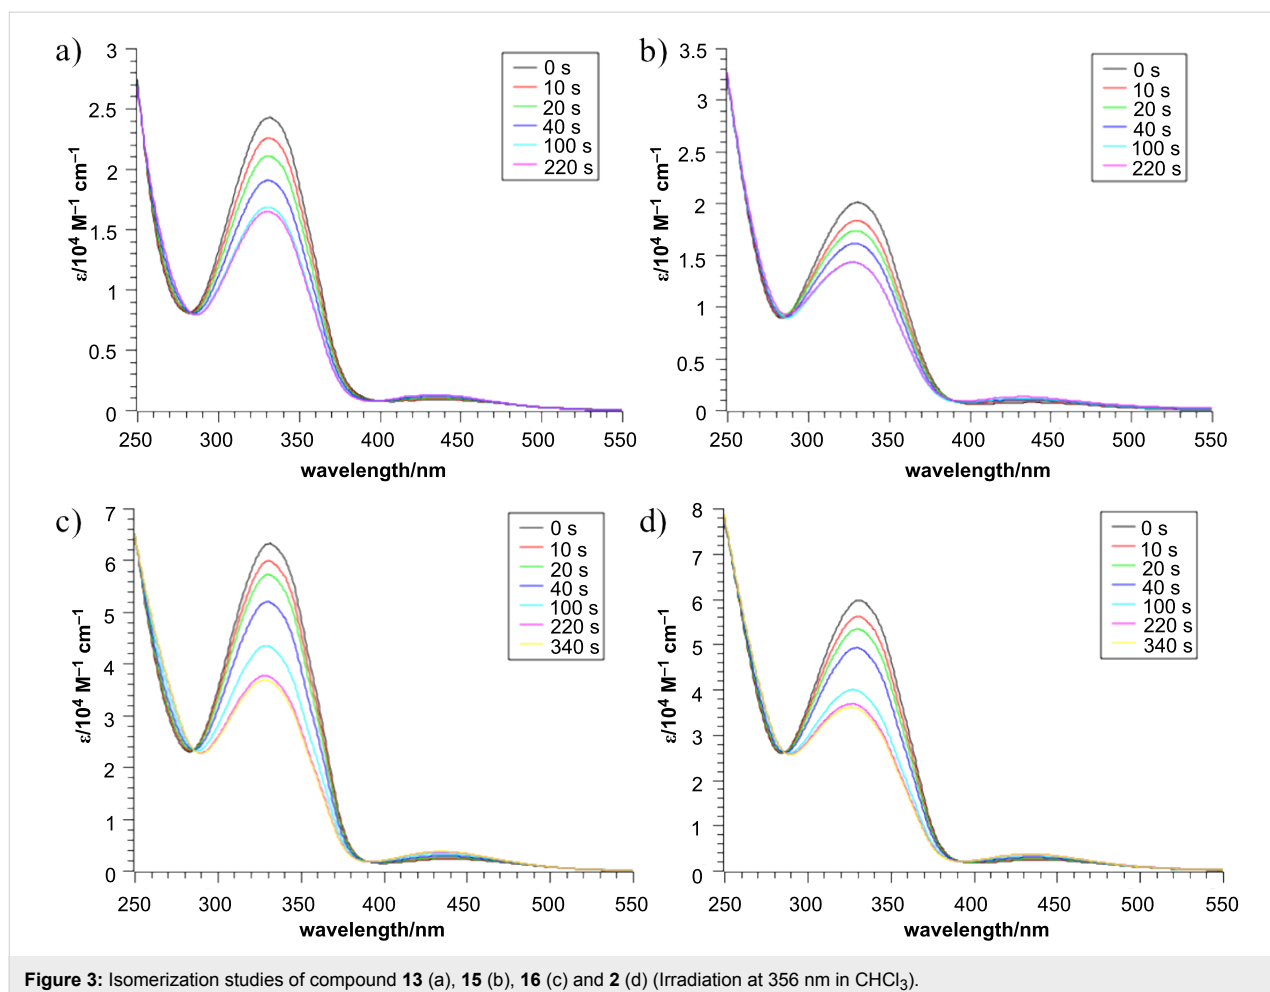 a)
3
2.5
2
1.5
1
0.5
0
ε/10⁴ M⁻¹ cm⁻¹
0 s
10 s
20 s
40 s
100 s
220 s
250 300 350 400 450 500 550
wavelength/nm
b)
3.5
3
2.5
2
1.5
1
0.5
0
ε/10⁴ M⁻¹ cm⁻¹
0 s
10 s
20 s
40 s
100 s
220 s
250 300 350 400 450 500 550
wavelength/nm
c)
7
6
5
4
3
2
1
0
ε/10⁴ M⁻¹ cm⁻¹
0 s
10 s
20 s
40 s
100 s
220 s
340 s
250 300 350 400 450 500 550
wavelength/nm
d)
8
7
6
5
4
3
2
1
0
ε/10⁴ M⁻¹ cm⁻¹
0 s
10 s
20 s
40 s
100 s
220 s
340 s
250 300 350 400 450 500 550
wavelength/nm
Figure 3: Isomerization studies of compound 13 (a), 15 (b), 16 (c) and 2 (d) (Irradiation at 356 nm in CHCl₃).